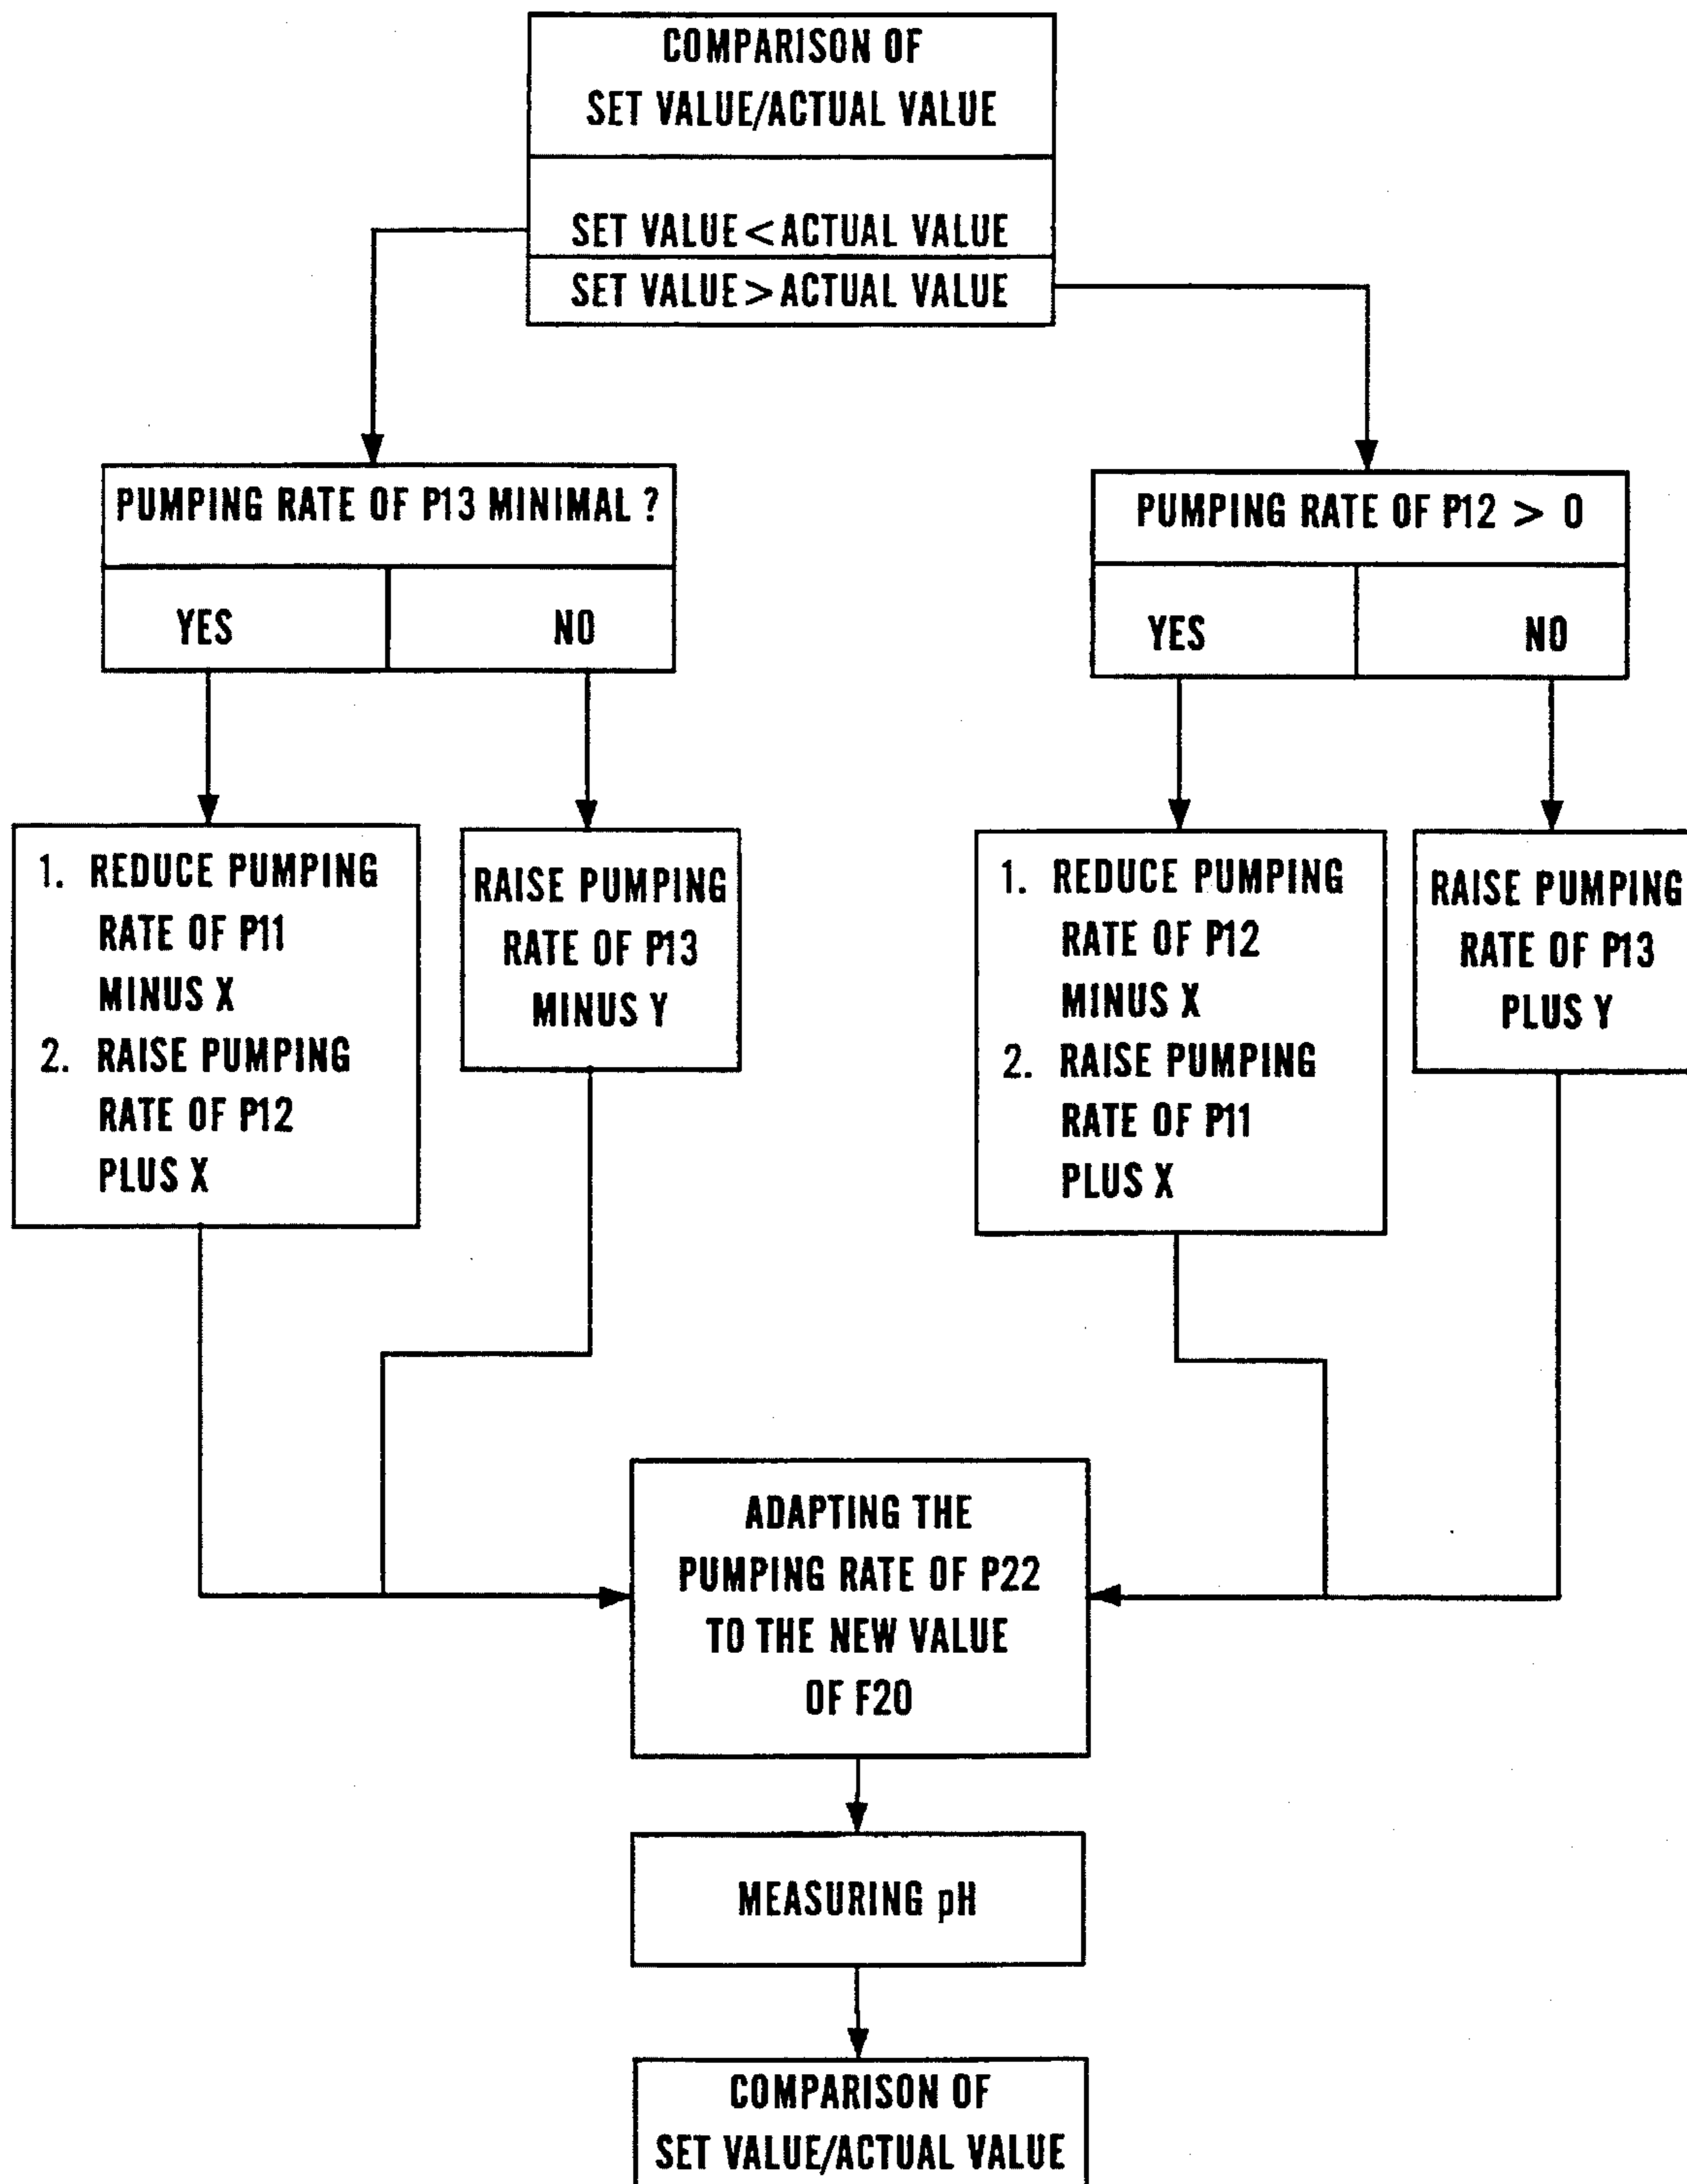 COMPARISON OF
SET VALUE/ACTUAL VALUE
SET VALUE < ACTUAL VALUE
SET VALUE > ACTUAL VALUE
PUMPING RATE OF P13 MINIMAL ?
YES
NO
PUMPING RATE OF P12 > 0
YES
NO
1. REDUCE PUMPING
RATE OF P11
MINUS X
2. RAISE PUMPING
RATE OF P12
PLUS X
RAISE PUMPING
RATE OF P13
MINUS Y
1. REDUCE PUMPING
RATE OF P12
MINUS X
2. RAISE PUMPING
RATE OF P11
PLUS X
RAISE PUMPING
RATE OF P13
PLUS Y
ADAPTING THE
PUMPING RATE OF P22
TO THE NEW VALUE
OF F20
MEASURING pH
COMPARISON OF
SET VALUE/ACTUAL VALUE